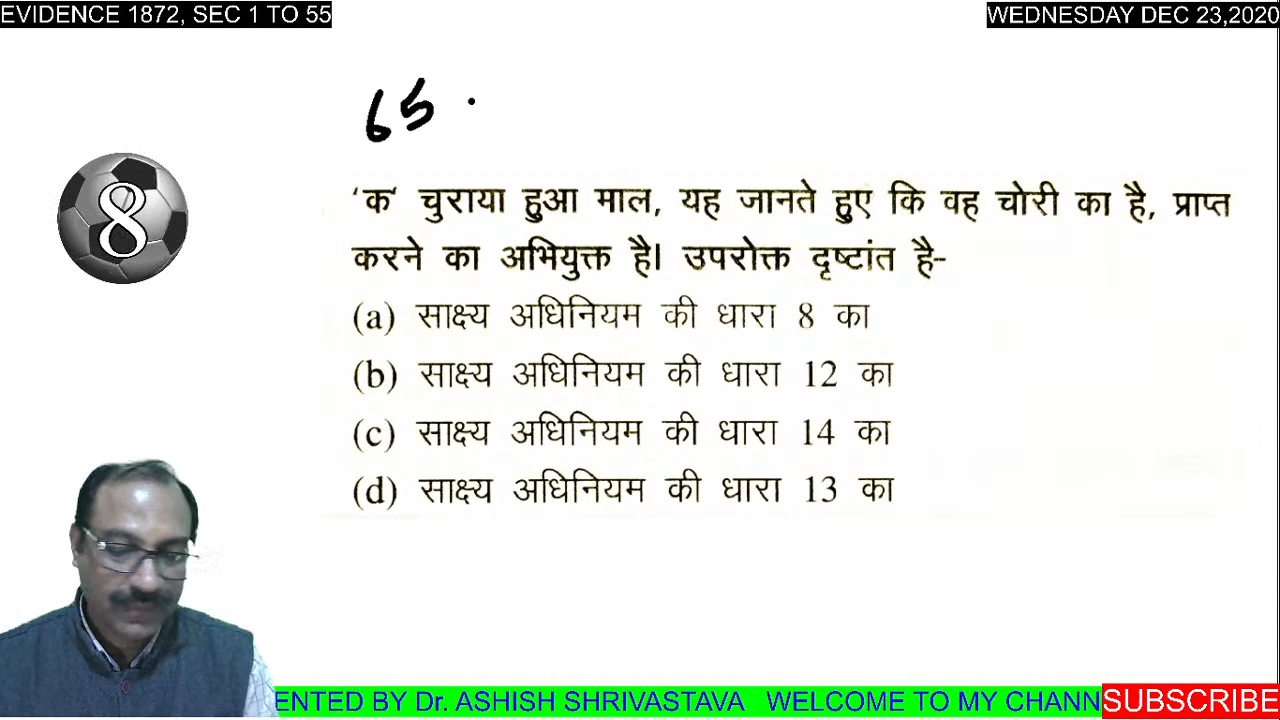 EVIDENCE 1872, SEC 1 TO 55
WEDNESDAY DEC 23,2020
65 .
8
'क' चुराया हुआ माल, यह जानते हुए कि वह चोरी का है, प्राप्त
करने का अभियुक्त है। उपरोक्त दृष्टांत है-
(a) साक्ष्य अधिनियम की धारा 8 का
(b) साक्ष्य अधिनियम की धारा 12 का
(c) साक्ष्य अधिनियम की धारा 14 का
(d) साक्ष्य अधिनियम की धारा 13 का
ENTED BY Dr. ASHISH SHRIVASTAVA WELCOME TO MY CHANN
SUBSCRIBE